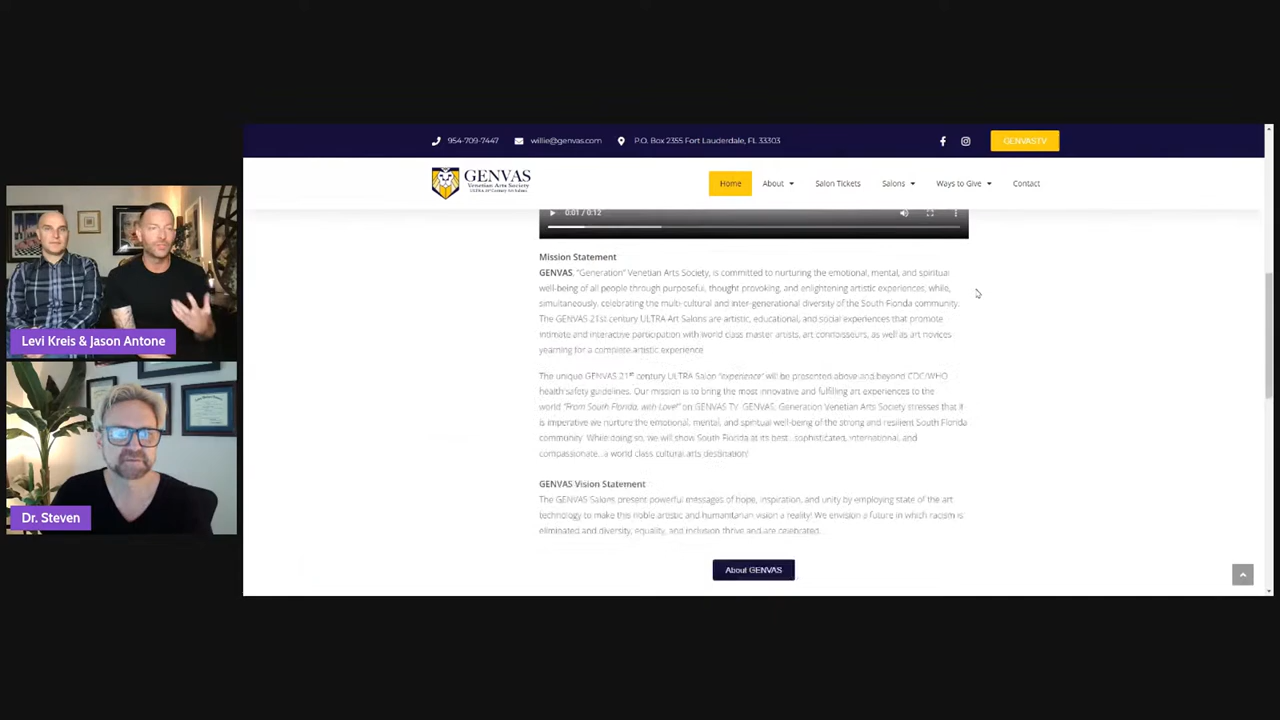 954-709-7447
willie@genvas.com
P.O. Box 2355 Fort Lauderdale, FL 33303
GENVASTV
GENVAS
Venetian Arts Society
ULTRA 21st Century Art Salons
Home
About
Salon Tickets
Salons
Ways to Give
Contact
0:01 / 0:12
Mission Statement
GENVAS, "Generation" Venetian Arts Society, is committed to nurturing the emotional, mental, and spiritual
well-being of all people through purposeful, thought provoking, and enlightening artistic experiences, while,
simultaneously, celebrating the multi-cultural and inter-generational diversity of the South Florida community.
The GENVAS 21st century ULTRA Art Salons are artistic, educational, and social experiences that promote
intimate and interactive participation with world class master artists, art connoisseurs, as well as art novices
yearning for a complete artistic experience
The unique GENVAS 21st century ULTRA Salon "experience" will be presented above and beyond CDC/WHO
health safety guidelines. Our mission is to bring the most innovative and fulfilling art experiences to the
world "From South Florida, with Love!" on GENVAS TV. GENVAS, Generation Venetian Arts Society stresses that it
is imperative we nurture the emotional, mental, and spiritual well-being of the strong and resilient South Florida
community. While doing so, we will show South Florida at its best...sophisticated, international, and
compassionate...a world class cultural arts destination!
GENVAS Vision Statement
The GENVAS Salons present powerful messages of hope, inspiration, and unity by employing state of the art
technology to make this noble artistic and humanitarian vision a reality! We envision a future in which racism is
eliminated and diversity, equality, and inclusion thrive and are celebrated...
About GENVAS
Levi Kreis & Jason Antone
Dr. Steven